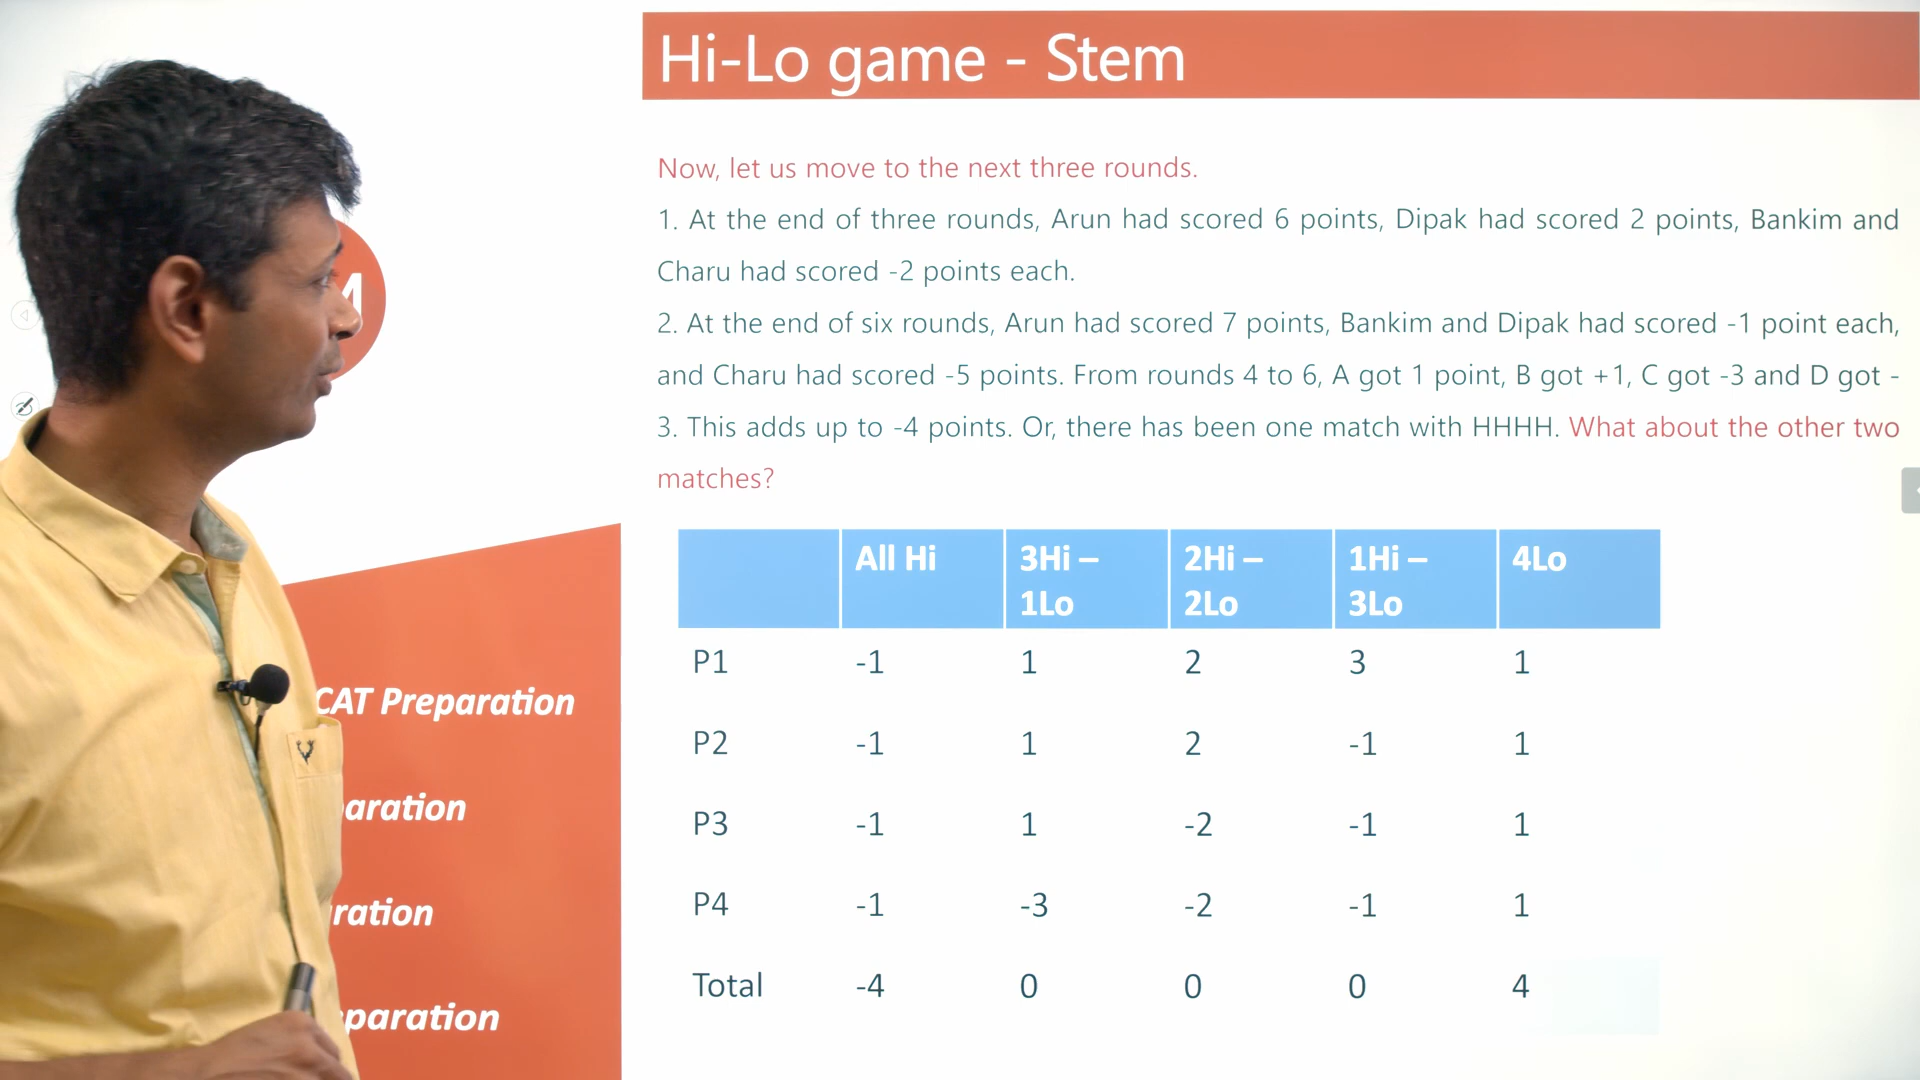 Hi-Lo game - Stem
Now, let us move to the next three rounds.
1. At the end of three rounds, Arun had scored 6 points, Dipak had scored 2 points, Bankim and
Charu had scored -2 points each.
2. At the end of six rounds, Arun had scored 7 points, Bankim and Dipak had scored -1 point each,
and Charu had scored -5 points. From rounds 4 to 6, A got 1 point, B got +1, C got -3 and D got -
3. This adds up to -4 points. Or, there has been one match with HHHH. What about the other two
matches?
All Hi 3Hi – 2Hi – 1Hi – 4Lo
1Lo 2Lo 3Lo
P1 -1 1 2 3 1
P2 -1 1 2 -1 1
P3 -1 1 -2 -1 1
P4 -1 -3 -2 -1 1
Total -4 0 0 0 4
CAT Preparation
aration
ration
eparation